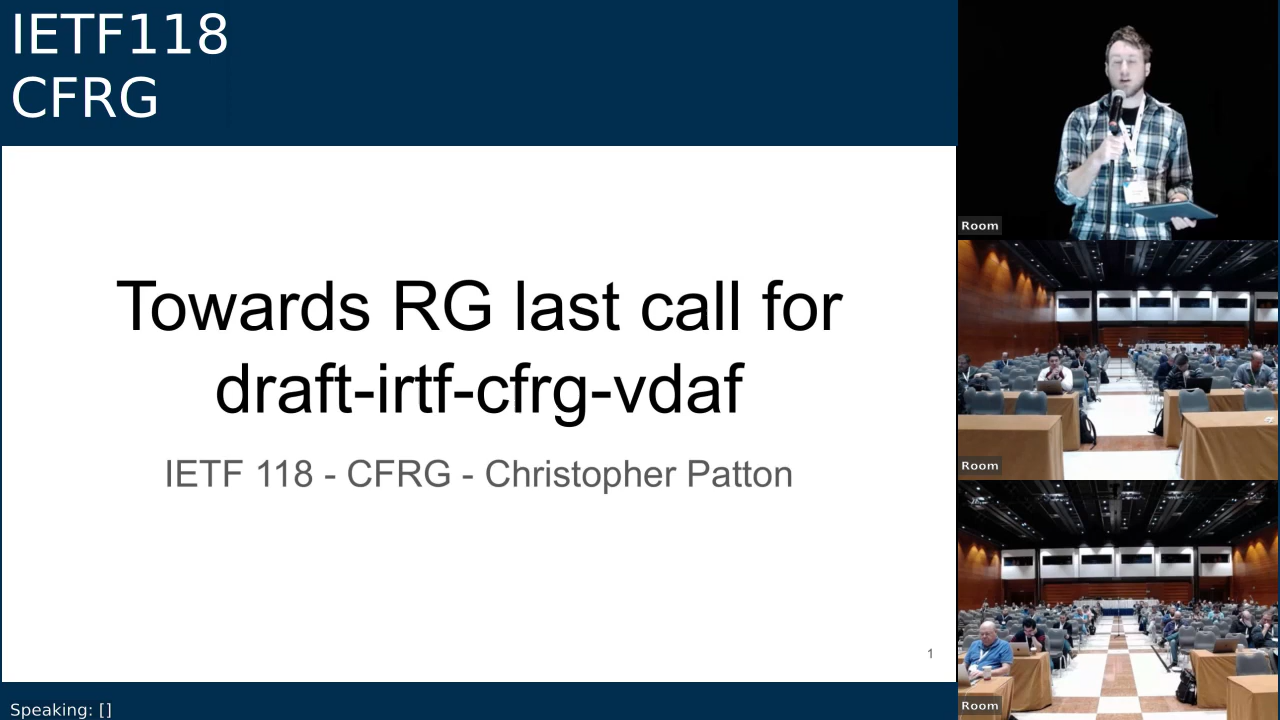 IETF118
CFRG
Towards RG last call for
draft-irtf-cfrg-vdaf
IETF 118 - CFRG - Christopher Patton
1
Speaking: []
Room
Room
Room